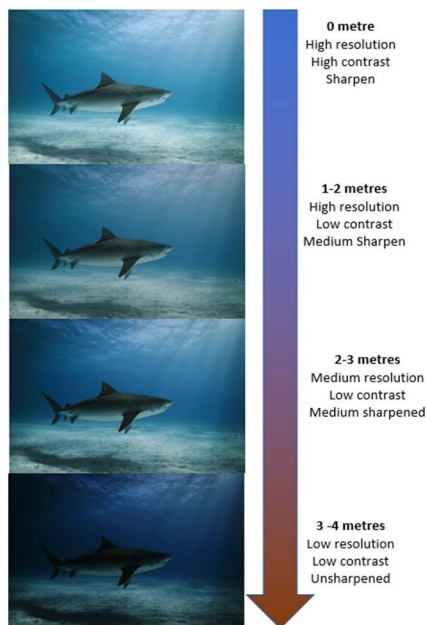 0 metre
High resolution
High contrast
Sharpen
1-2 metres
High resolution
Low contrast
Medium Sharpen
2-3 metres
Medium resolution
Low contrast
Medium sharpened
3 -4 metres
Low resolution
Low contrast
Unsharpened